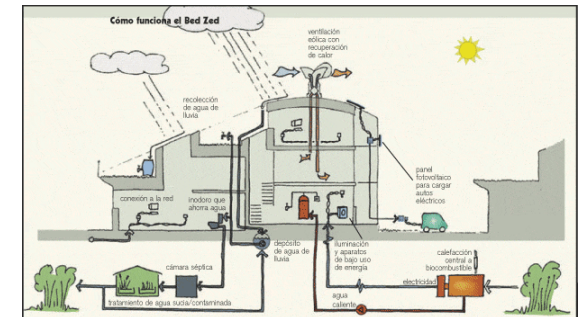 Cómo funciona el Bed Zed
ventilación
eólica con
recuperación
de calor
recolección
de agua de
lluvia
panel
fotovoltaico
para cargar
autos
eléctricos
conexión a la red
inodoro que
ahorra agua
depósito
de agua de
lluvia
iluminación
y aparatos
de bajo uso
de energía
calefacción
central a
biocombustible
cámara séptica
electricidad
agua
caliente
tratamiento de agua sucia/contaminada